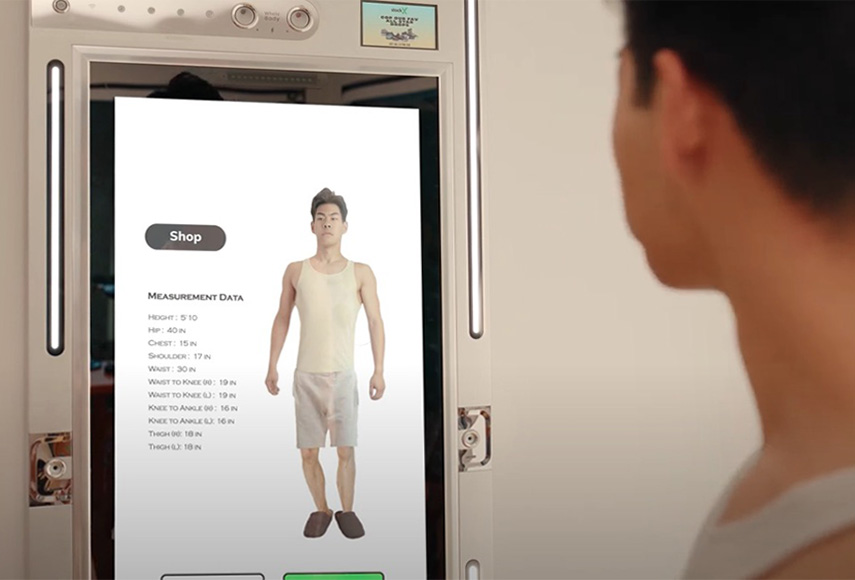 Shop
MEASUREMENT DATA
HEIGHT : 5'10
HIP : 40 IN
CHEST : 15 IN
SHOULDER : 17 IN
WAIST : 30 IN
WAIST TO KNEE (R) : 19 IN
WAIST TO KNEE (L) : 19 IN
KNEE TO ANKLE (R) : 16 IN
KNEE TO ANKLE (L): 16 IN
THIGH (R): 18 IN
THIGH (L): 18 IN